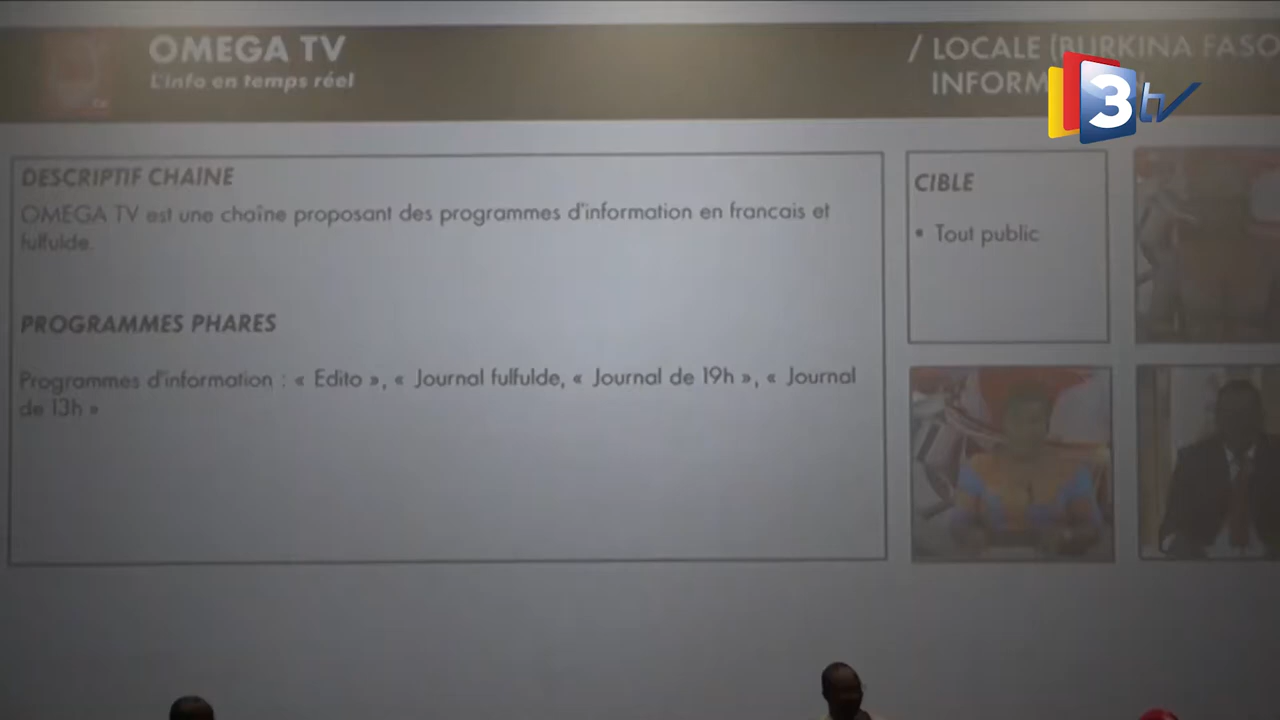 OMEGA TV
L'info en temps réel
/ LOCALE (BURKINA FASO
INFORM
3tv
DESCRIPTIF CHAINE
OMEGA TV est une chaîne proposant des programmes d'information en francais et
fulfulde.
PROGRAMMES PHARES
Programmes d'information : « Edito », « Journal fulfulde, « Journal de 19h », « Journal
de 13h »
CIBLE
• Tout public